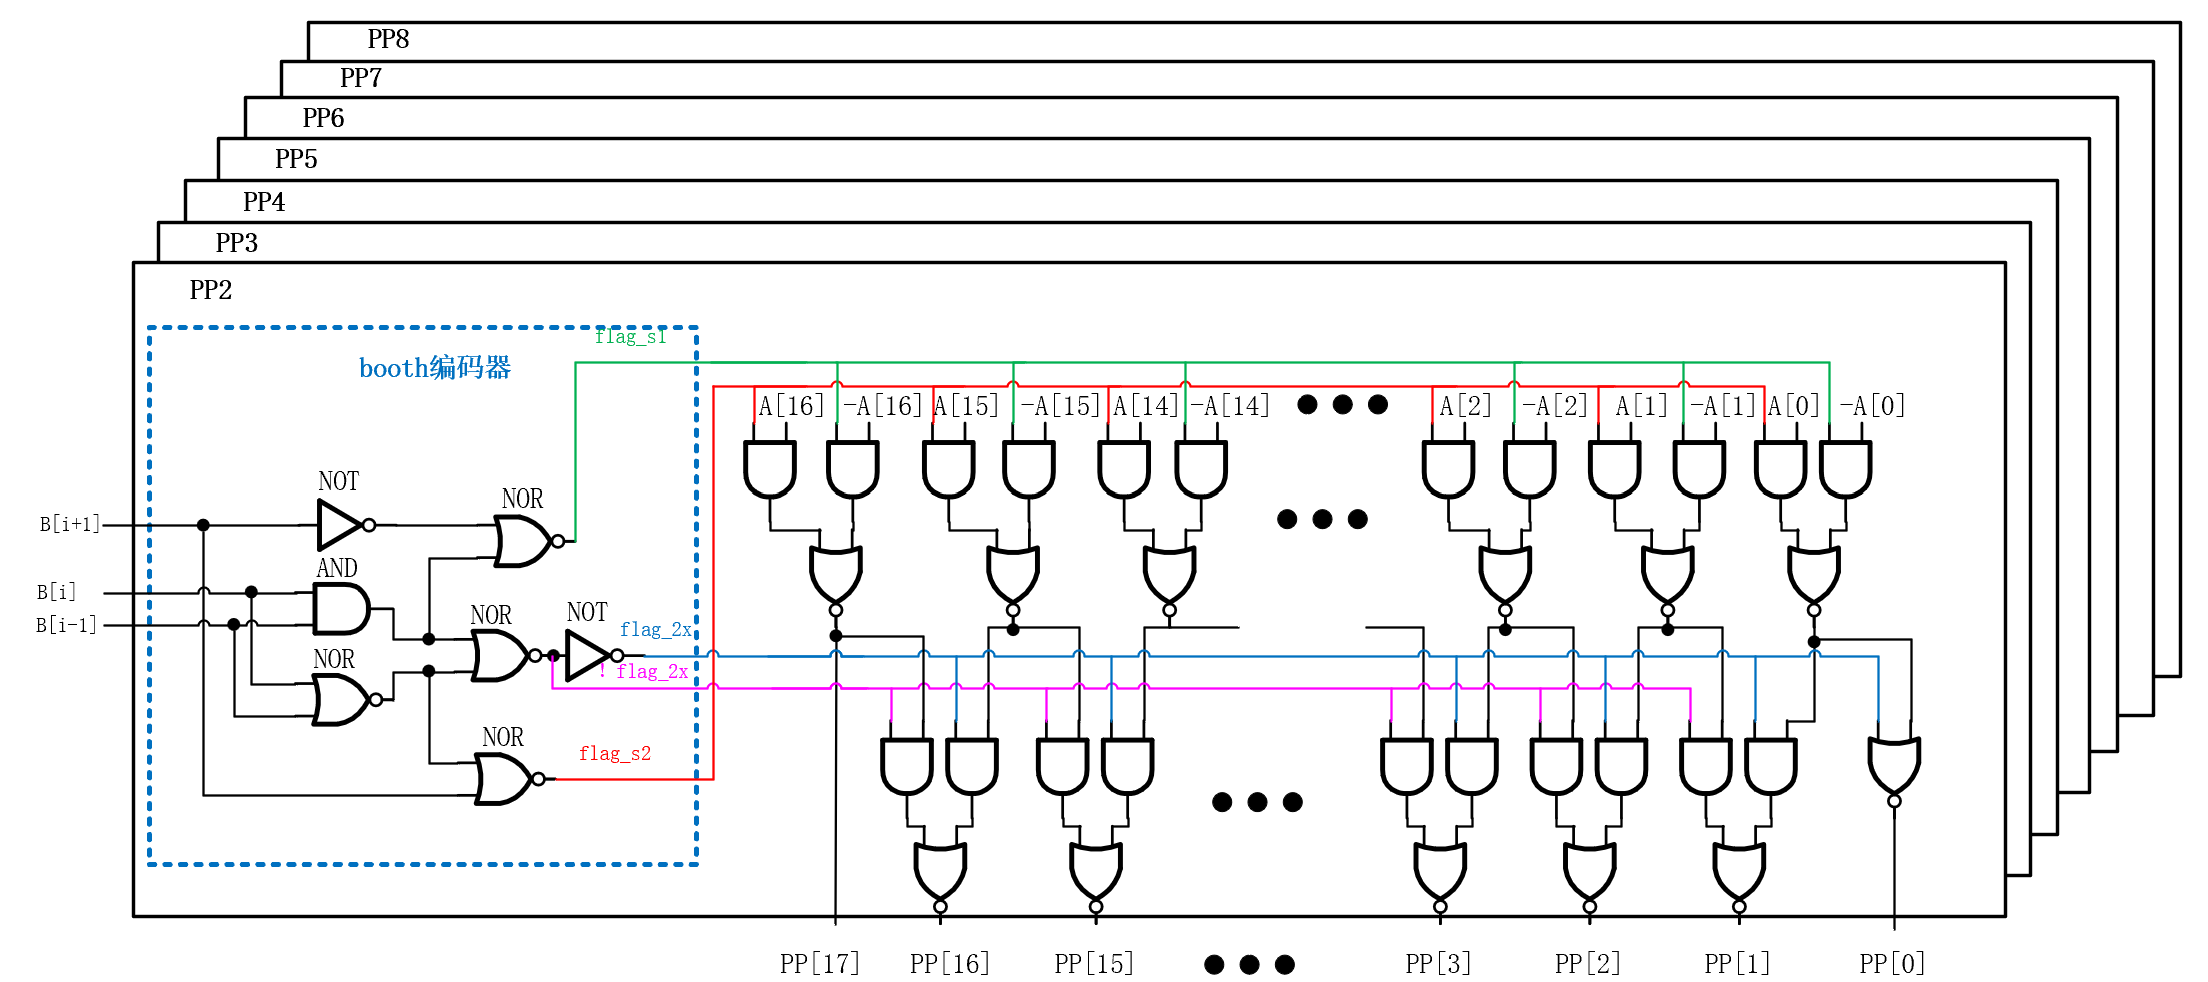 PP8
PP7
PP6
PP5
PP4
PP3
PP2
flag_s1
booth编码器
A[16] -A[16] A[15] -A[15] A[14] -A[14] A[2] -A[2] A[1] -A[1] A[0] -A[0]
NOT
NOR
B[i+1]
AND
B[i]
NOR
NOT
B[i-1]
flag_2x
NOR
! flag_2x
NOR
flag_s2
PP[17] PP[16] PP[15] PP[3] PP[2] PP[1] PP[0]